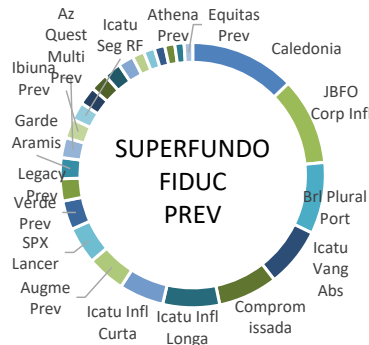 Az
Quest
Multi
Prev
Icatu
Seg RF
Athena
Prev
Equitas
Prev
Caledonia
JBFO
Corp Infl
Brl Plural
Port
Icatu
Vang
Abs
Comprom
issada
Icatu Infl
Longa
Icatu Infl
Curta
Augme
Prev
SPX
Lancer
Verde
Prev
Legacy
Prev
Garde
Aramis
Ibiuna
Prev
SUPERFUNDO
FIDUC
PREV